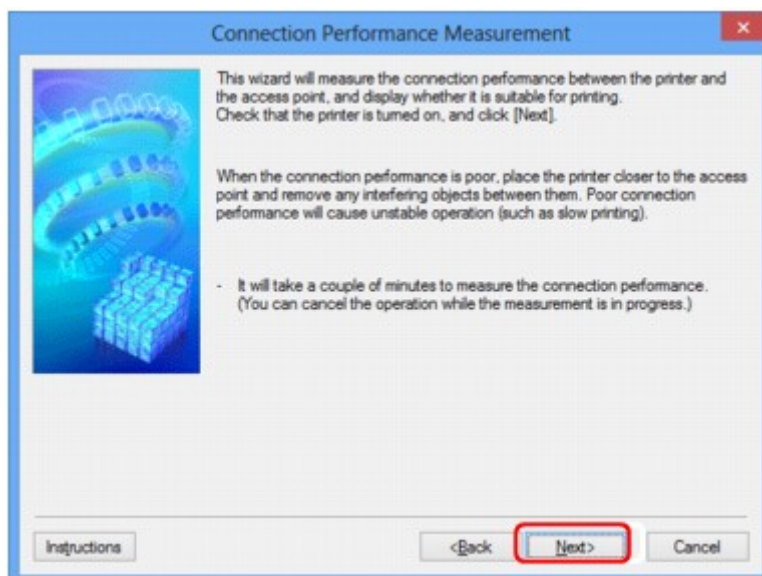 Connection Performance Measurement
This wizard will measure the connection performance between the printer and
the access point, and display whether it is suitable for printing.
Check that the printer is turned on, and click [Next].
When the connection performance is poor, place the printer closer to the access
point and remove any interfering objects between them. Poor connection
performance will cause unstable operation (such as slow printing).
- It will take a couple of minutes to measure the connection performance.
(You can cancel the operation while the measurement is in progress.)
Instructions <Back Next> Cancel